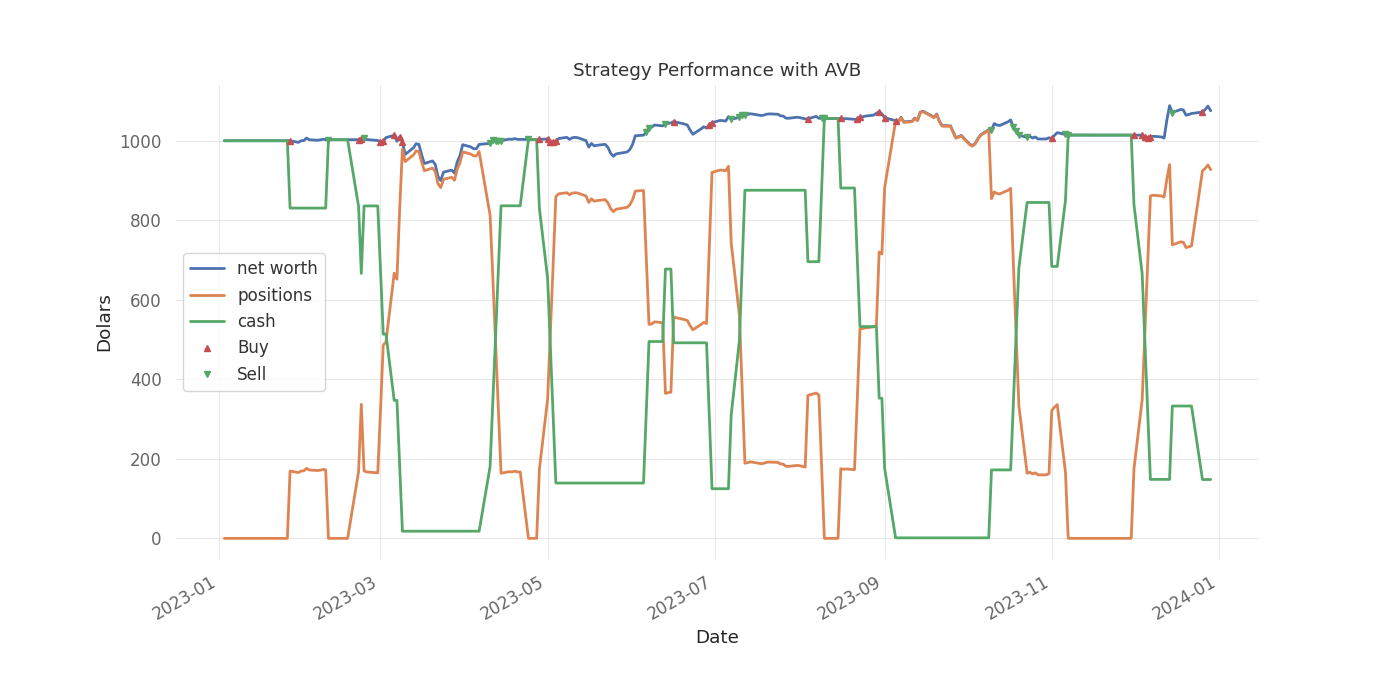 Strategy Performance with AVB
Dolars
1000
800
600
400
200
0
net worth
positions
cash
Buy
Sell
2023-01
2023-03
2023-05
2023-07
2023-09
2023-11
2024-01
Date